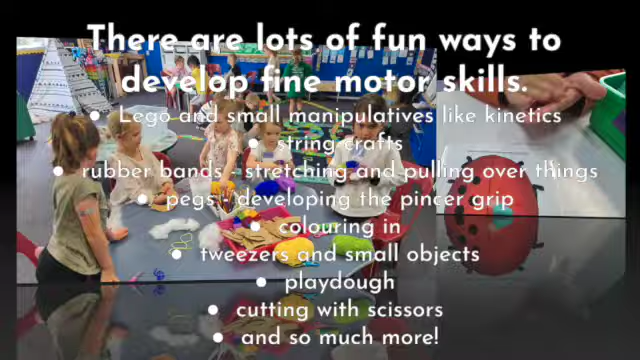 There are lots of fun ways to
develop fine motor skills.
• Lego and small manipulatives like kinetics
• string crafts
• rubber bands - stretching and pulling over things
• pegs - developing the pincer grip
• colouring in
• tweezers and small objects
• playdough
• cutting with scissors
• and so much more!